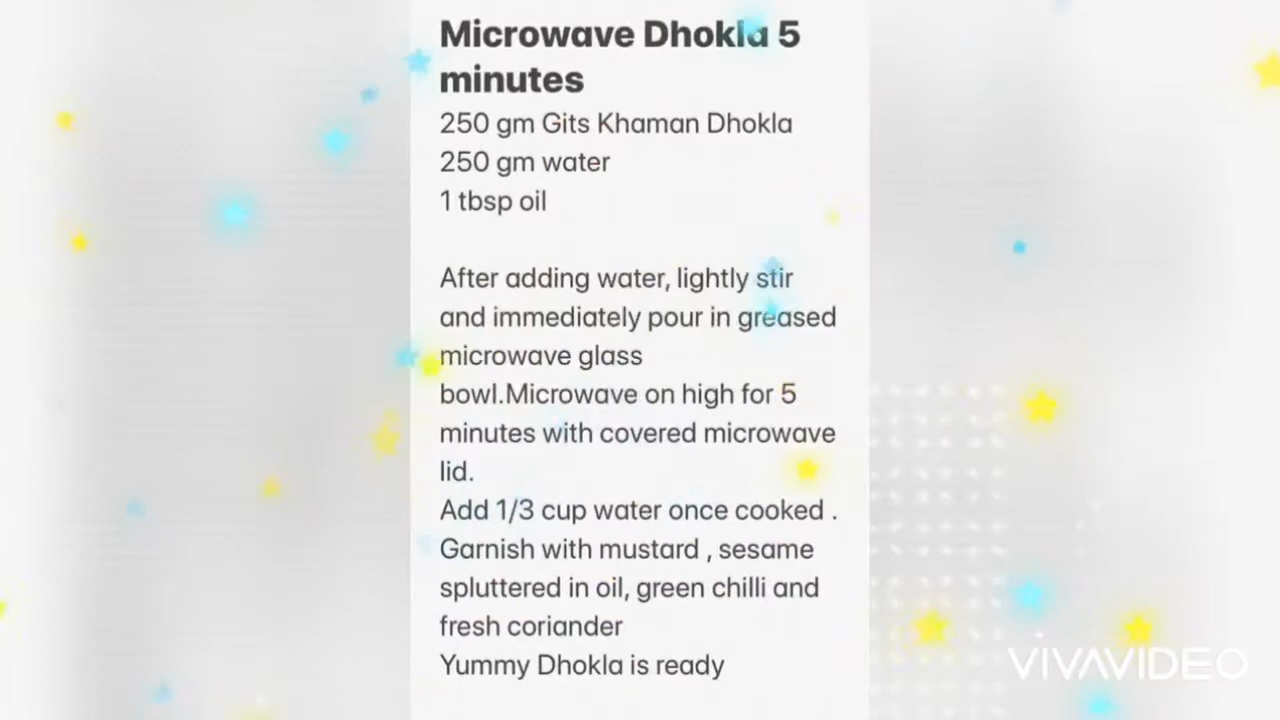 Microwave Dhokla 5
minutes
250 gm Gits Khaman Dhokla
250 gm water
1 tbsp oil
After adding water, lightly stir
and immediately pour in greased
microwave glass
bowl.Microwave on high for 5
minutes with covered microwave
lid.
Add 1/3 cup water once cooked .
Garnish with mustard , sesame
spluttered in oil, green chilli and
fresh coriander
Yummy Dhokla is ready
VIVAVIDEO